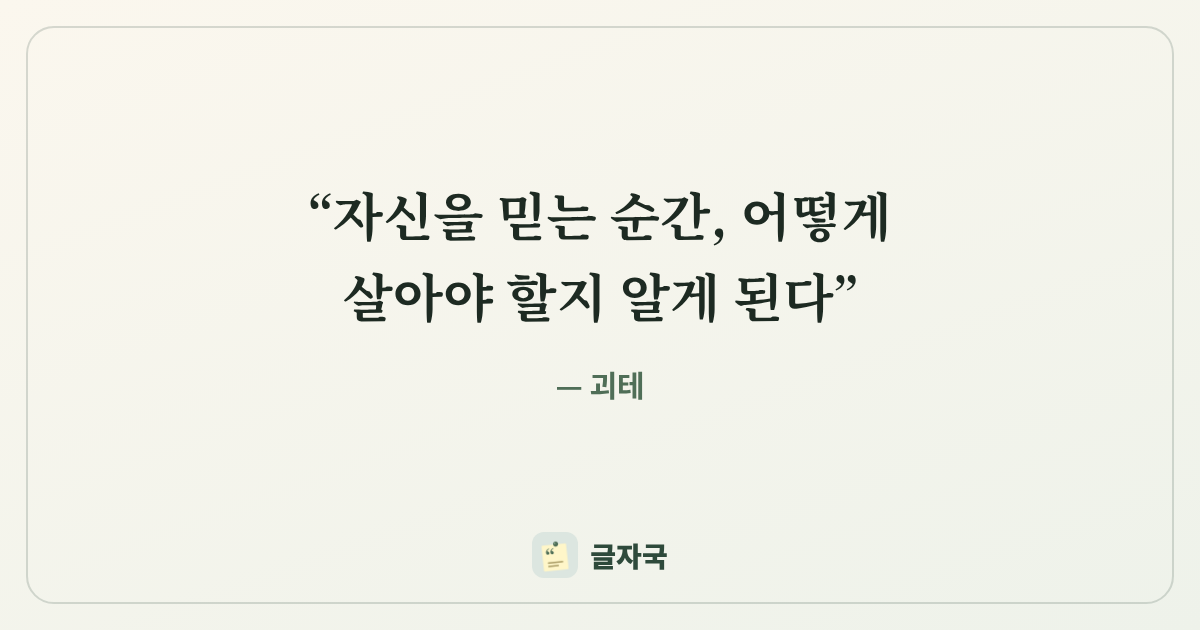 “자신을 믿는 순간, 어떻게
살아야 할지 알게 된다”
— 괴테
글자국